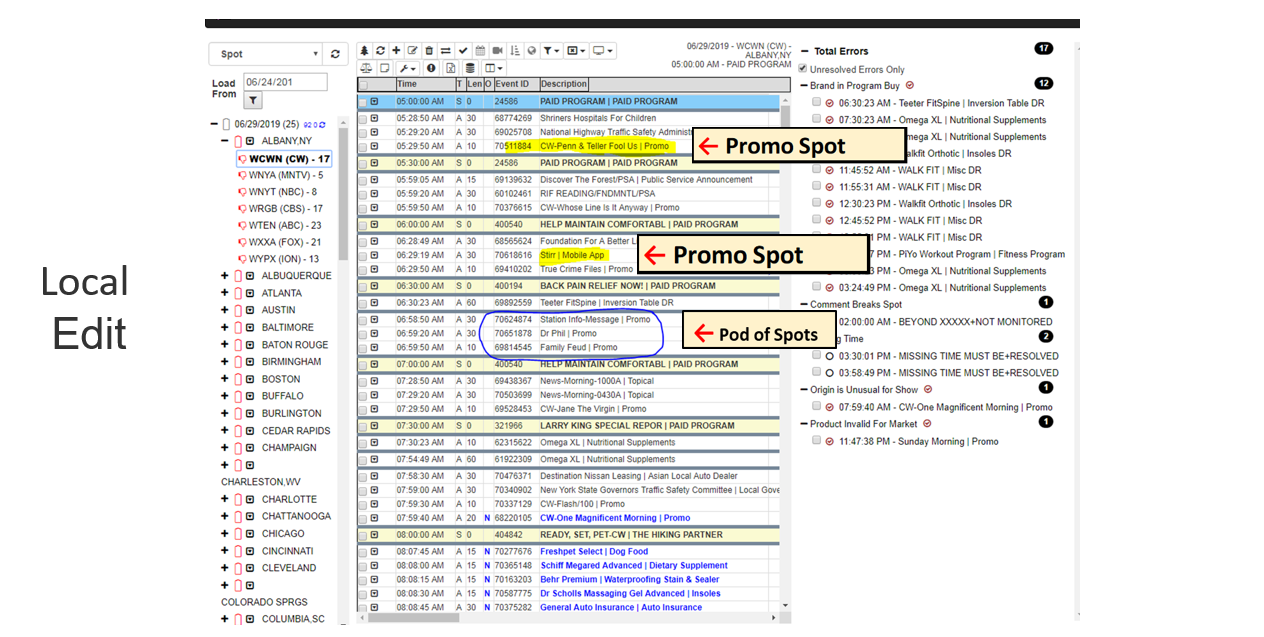 Local
Edit
Spot
Load
From
06/24/201
06/29/2019 (25) 92 0
ALBANY,NY
WCWN (CW) - 17
WNYA (MNTV) - 5
WNYT (NBC) - 8
WRGB (CBS) - 17
WTEN (ABC) - 23
WXXA (FOX) - 21
WYPX (ION) - 13
ALBUQUERQUE
ATLANTA
AUSTIN
BALTIMORE
BATON ROUGE
BIRMINGHAM
BOSTON
BUFFALO
BURLINGTON
CEDAR RAPIDS
CHAMPAIGN
CHARLESTON,WV
CHARLOTTE
CHATTANOOGA
CHICAGO
CINCINNATI
CLEVELAND
COLORADO SPRGS
COLUMBIA,SC
06/29/2019 - WCWN (CW) -
ALBANY,NY
05:00:00 AM - PAID PROGRAM
Time T Len O Event ID Description
05:00:00 AM S 0 24586 PAID PROGRAM | PAID PROGRAM
05:28:50 AM A 30 68774269 Shriners Hospitals For Children
05:29:20 AM A 30 69025708 National Highway Traffic Safety Administ
05:29:50 AM A 10 70511884 CW-Penn & Teller Fool Us | Promo
05:30:00 AM S 0 24586 PAID PROGRAM | PAID PROGRAM
05:59:05 AM A 15 69139632 Discover The Forest/PSA | Public Service Announcement
05:59:20 AM A 30 60102461 RIF READING/FNDMNTL/PSA
05:59:50 AM A 10 70376615 CW-Whose Line Is It Anyway | Promo
06:00:00 AM S 0 400540 HELP MAINTAIN COMFORTABL | PAID PROGRAM
06:28:49 AM A 30 68565624 Foundation For A Better L
06:29:19 AM A 30 70618616 Stirr | Mobile App
06:29:50 AM A 10 69410202 True Crime Files | Promo
06:30:00 AM S 0 400194 BACK PAIN RELIEF NOW! | PAID PROGRAM
06:30:23 AM A 60 69892559 Teeter FitSpine | Inversion Table DR
06:58:50 AM A 30 70624874 Station Info-Message | Promo
06:59:20 AM A 30 70651878 Dr Phil | Promo
06:59:50 AM A 10 69814545 Family Feud | Promo
07:00:00 AM S 0 400540 HELP MAINTAIN COMFORTABL | PAID PROGRAM
07:28:50 AM A 30 69438367 News-Morning-1000A | Topical
07:29:20 AM A 30 70503699 News-Morning-0430A | Topical
07:29:50 AM A 10 69528453 CW-Jane The Virgin | Promo
07:30:00 AM S 0 321966 LARRY KING SPECIAL REPOR | PAID PROGRAM
07:30:23 AM A 10 62315622 Omega XL | Nutritional Supplements
07:54:49 AM A 60 61922309 Omega XL | Nutritional Supplements
07:58:30 AM A 30 70476371 Destination Nissan Leasing | Asian Local Auto Dealer
07:59:00 AM A 30 70340902 New York State Governors Traffic Safety Committee | Local Gove
07:59:30 AM A 10 70337129 CW-Flash/100 | Promo
07:59:40 AM A 20 N 68220105 CW-One Magnificent Morning | Promo
08:00:00 AM S 0 404842 READY, SET, PET-CW | THE HIKING PARTNER
08:07:45 AM A 15 N 70277676 Freshpet Select | Dog Food
08:08:00 AM A 15 N 70365148 Schiff Megared Advanced | Dietary Supplement
08:08:15 AM A 15 N 70163203 Behr Premium | Waterproofing Stain & Sealer
08:08:30 AM A 15 N 70587775 Dr Scholls Massaging Gel Advanced | Insoles
08:08:45 AM A 30 N 70375282 General Auto Insurance | Auto Insurance
Promo Spot
Promo Spot
Pod of Spots
Total Errors 17
Unresolved Errors Only
Brand in Program Buy 12
06:30:23 AM - Teeter FitSpine | Inversion Table DR
07:30:23 AM - Omega XL | Nutritional Supplements
Omega XL | Nutritional Supplements
alkfit Orthotic | Insoles DR
11:45:52 AM - WALK FIT | Misc DR
11:55:31 AM - WALK FIT | Misc DR
12:30:23 PM - Walkfit Orthotic | Insoles DR
12:45:52 PM - WALK FIT | Misc DR
PM - WALK FIT | Misc DR
7 PM - PiYo Workout Program | Fitness Program
3 PM - Omega XL | Nutritional Supplements
03:24:49 PM - Omega XL | Nutritional Supplements
Comment Breaks Spot 1
02:00:00 AM - BEYOND XXXXX+NOT MONITORED
g Time 2
03:30:01 PM - MISSING TIME MUST BE+RESOLVED
03:58:49 PM - MISSING TIME MUST BE+RESOLVED
Origin is Unusual for Show 1
07:59:40 AM - CW-One Magnificent Morning | Promo
Product Invalid For Market 1
11:47:38 PM - Sunday Morning | Promo